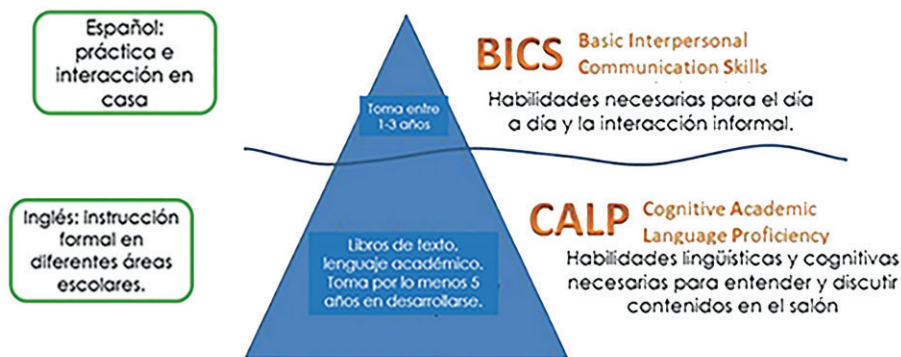 Español:
práctica e
interacción en
casa
Toma entre
1-3 años
BICS
Basic Interpersonal
Communication Skills
Habilidades necesarias para el día
a día y la interacción informal.
Inglés: instrucción
formal en
diferentes áreas
escolares.
Libros de texto,
lenguaje académico.
Toma por lo menos 5
años en desarrollarse.
CALP
Cognitive Academic
Language Proficiency
Habilidades lingüísticas y cognitivas
necesarias para entender y discutir
contenidos en el salón